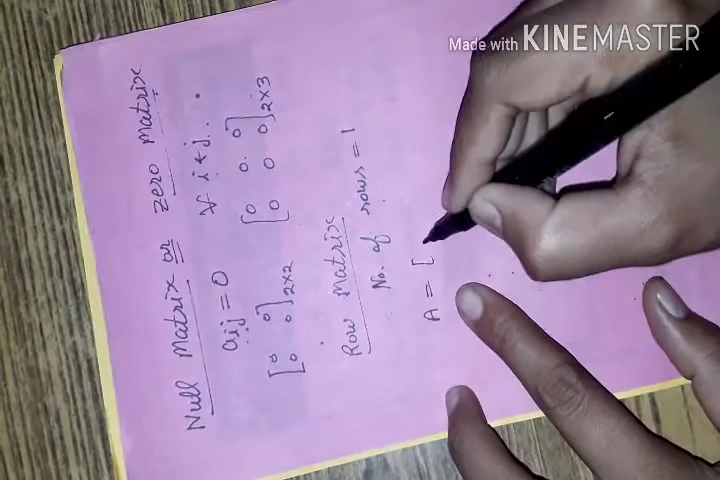 Made with KINEMASTER
Null Matrix or zero Matrix
aij = 0 ∀ i & j.
[0 0
0 0]2×2 [0 0 0
0 0 0]2×3
Row Matrix
No. of rows = 1
A = [